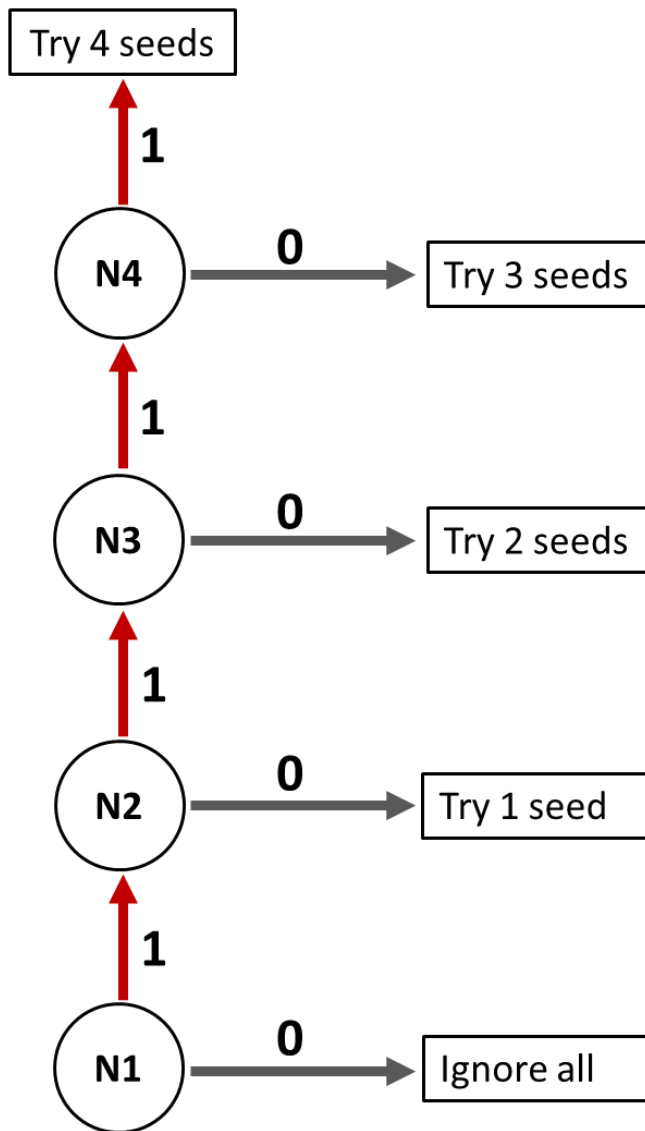 Try 4 seeds
1
0
N4
Try 3 seeds
1
0
N3
Try 2 seeds
1
0
N2
Try 1 seed
1
0
N1
Ignore all